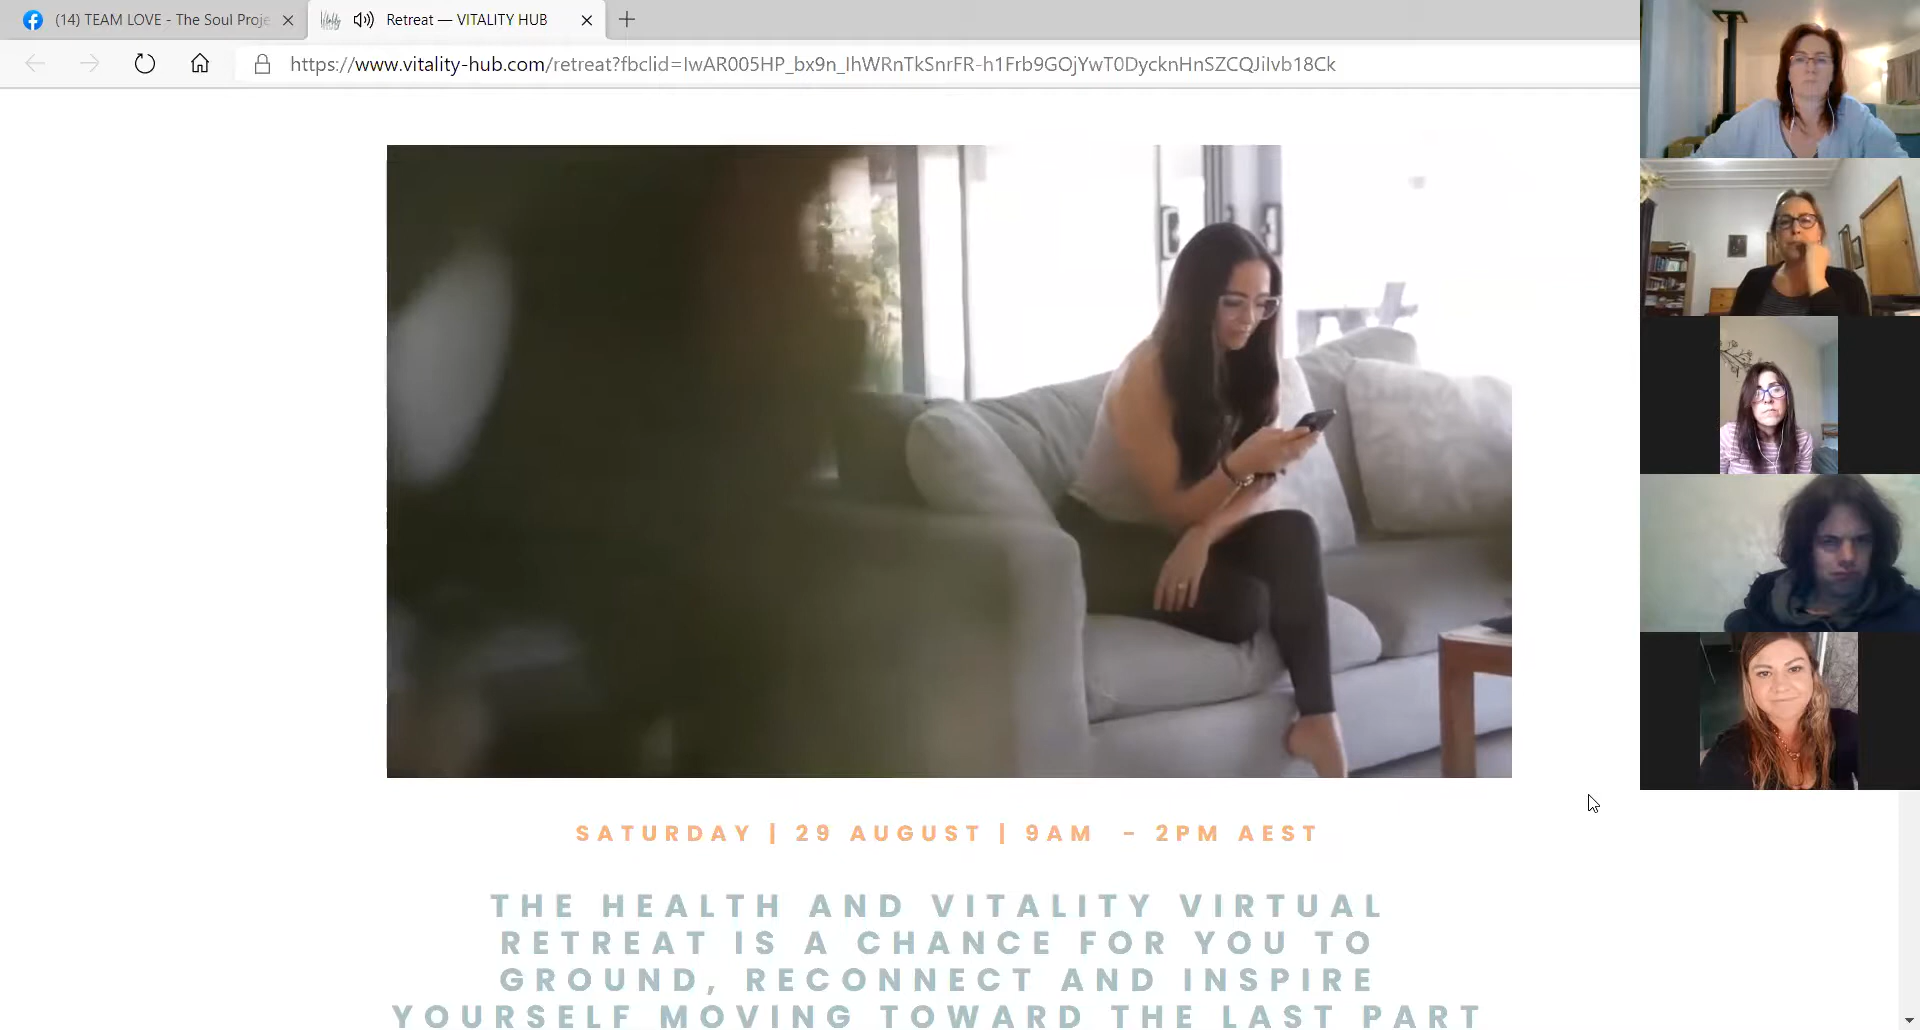 (14) TEAM LOVE - The Soul Proje
Retreat — VITALITY HUB
https://www.vitality-hub.com/retreat?fbclid=IwAR005HP_bx9n_IhWRnTkSnrFR-h1Frb9GOjYwT0DycknHnSZCQJiIvb18Ck
SATURDAY | 29 AUGUST | 9AM - 2PM AEST
THE HEALTH AND VITALITY VIRTUAL
RETREAT IS A CHANCE FOR YOU TO
GROUND, RECONNECT AND INSPIRE
YOURSELF MOVING TOWARD THE LAST PART